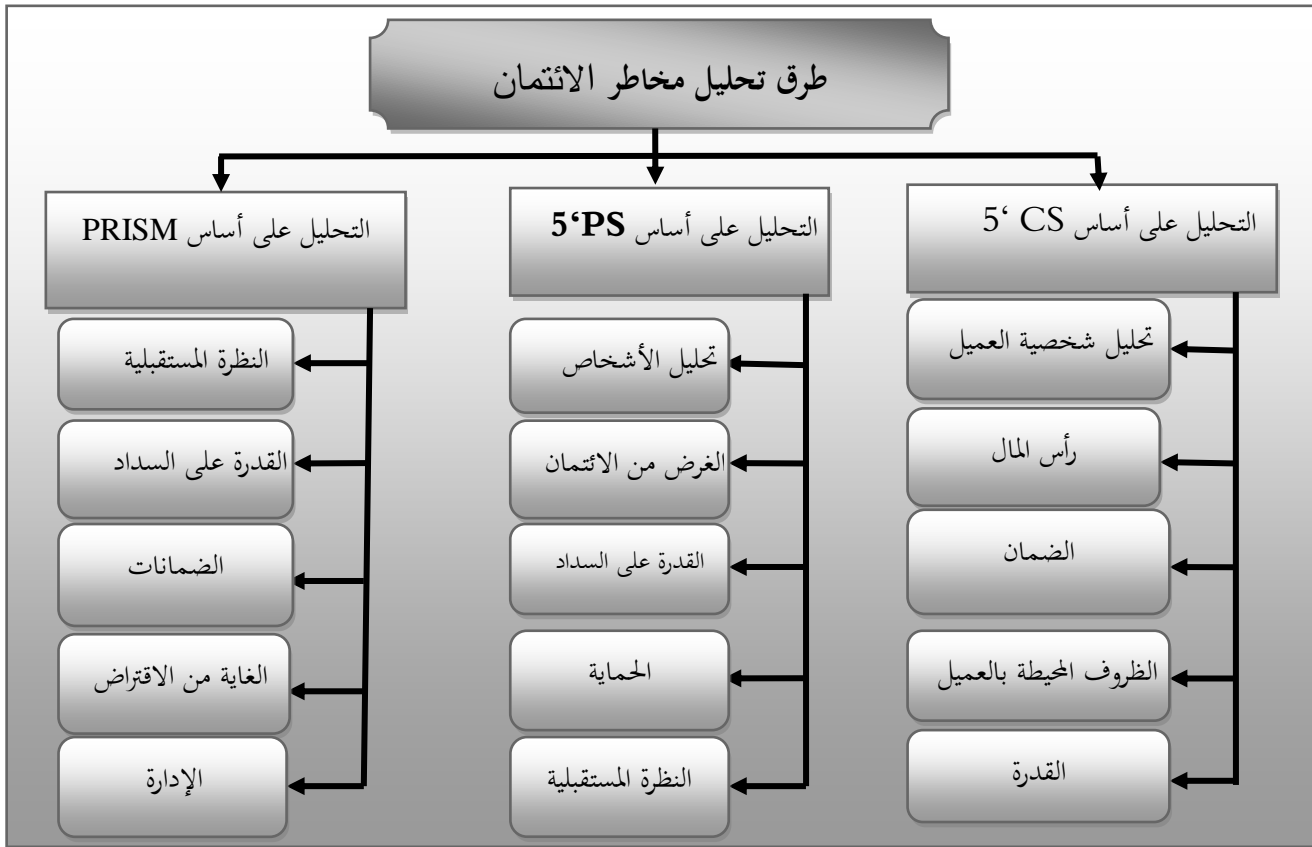 طرق تحليل مخاطر الائتمان
التحليل على أساس 5‘ CS
تحليل شخصية العميل
رأس المال
الضمان
الظروف المحيطة بالعميل
القدرة
التحليل على أساس 5‘PS
تحليل الأشخاص
الغرض من الائتمان
القدرة على السداد
الحماية
النظرة المستقبلية
التحليل على أساس PRISM
النظرة المستقبلية
القدرة على السداد
الضمانات
الغاية من الاقتراض
الإدارة